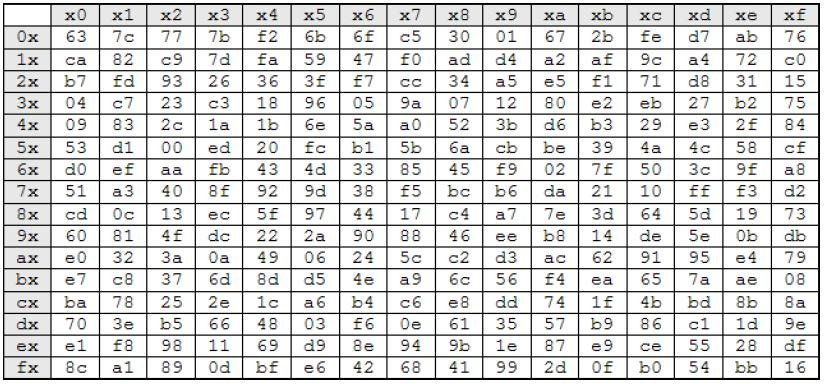 x0 x1 x2 x3 x4 x5 x6 x7 x8 x9 xa xb xc xd xe xf
0x 63 7c 77 7b f2 6b 6f c5 30 01 67 2b fe d7 ab 76
1x ca 82 c9 7d fa 59 47 f0 ad d4 a2 af 9c a4 72 c0
2x b7 fd 93 26 36 3f f7 cc 34 a5 e5 f1 71 d8 31 15
3x 04 c7 23 c3 18 96 05 9a 07 12 80 e2 eb 27 b2 75
4x 09 83 2c 1a 1b 6e 5a a0 52 3b d6 b3 29 e3 2f 84
5x 53 d1 00 ed 20 fc b1 5b 6a cb be 39 4a 4c 58 cf
6x d0 ef aa fb 43 4d 33 85 45 f9 02 7f 50 3c 9f a8
7x 51 a3 40 8f 92 9d 38 f5 bc b6 da 21 10 ff f3 d2
8x cd 0c 13 ec 5f 97 44 17 c4 a7 7e 3d 64 5d 19 73
9x 60 81 4f dc 22 2a 90 88 46 ee b8 14 de 5e 0b db
ax e0 32 3a 0a 49 06 24 5c c2 d3 ac 62 91 95 e4 79
bx e7 c8 37 6d 8d d5 4e a9 6c 56 f4 ea 65 7a ae 08
cx ba 78 25 2e 1c a6 b4 c6 e8 dd 74 1f 4b bd 8b 8a
dx 70 3e b5 66 48 03 f6 0e 61 35 57 b9 86 c1 1d 9e
ex e1 f8 98 11 69 d9 8e 94 9b 1e 87 e9 ce 55 28 df
fx 8c a1 89 0d bf e6 42 68 41 99 2d 0f b0 54 bb 16